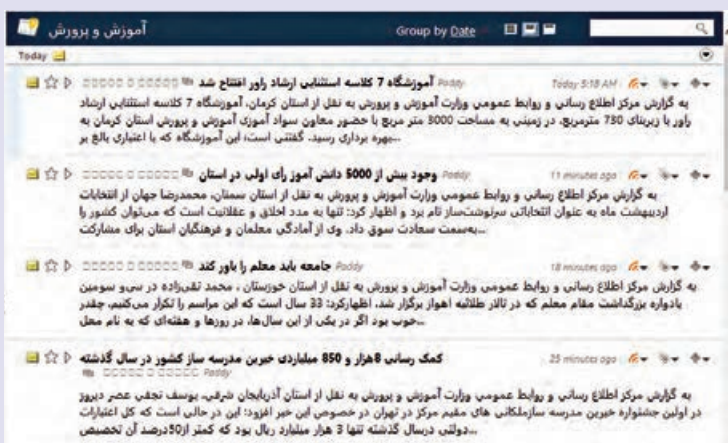 آموزش و پرورش
Group by Date
Today
آموزشگاه 7 کلاسه استثنایی ارشاد راور افتتاح شد Paddy
Today 5:18 AM
به گزارش مرکز اطلاع رسانی و روابط عمومی وزارت آموزش و پرورش به نقل از استان کرمان، آموزشگاه 7 کلاسه استثنایی ارشاد
راور با زیربنای 730 مترمربع، در زمینی به مساحت 3000 متر مربع با حضور معاون سواد آموزی آموزش و پرورش استان کرمان به
...بهره برداری رسید. گفتنی است؛ این آموزشگاه که با اعتباری بالغ بر
وجود بیش از 5000 دانش آموز رأی اولی در استان Paddy
11 minutes ago
به گزارش مرکز اطلاع رسانی و روابط عمومی وزارت آموزش و پرورش به نقل از استان سمنان، محمدرضا جهان از انتخابات
اردیبهشت ماه به عنوان انتخاباتی سرنوشت‌ساز نام برد و اظهار کرد: تنها به مدد اخلاق و عقلانیت است که می‌توان کشور را
...به‌سمت سعادت سوق داد. وی از آمادگی معلمان و فرهنگیان استان برای مشارکت
جامعه باید معلم را باور کند Paddy
18 minutes ago
به گزارش مرکز اطلاع رسانی و روابط عمومی وزارت آموزش و پرورش به نقل از استان خوزستان ، محمد تقی‌زاده در سی‌و سومین
یادواره بزرگداشت مقام معلم که در تالار طلائیه اهواز برگزار شد، اظهارکرد: 33 سال است که این مراسم را تکرار می‌کنیم، چقدر
...خوب بود اگر در یکی از این سال‌ها، در روزها و هفته‌ای که به نام معل
کمک رسانی 8هزار و 850 میلیاردی خیرین مدرسه ساز کشور در سال گذشته
25 minutes ago
Paddy
به گزارش مرکز اطلاع رسانی و روابط عمومی وزارت آموزش و پرورش به نقل از استان آذربایجان شرقی، یوسف نجفی عصر دیروز
در اولین جشنواره خیرین مدرسه سازملکانی های مقیم مرکز در تهران در خصوص این خبر افزود: این در حالی است که کل اعتبارات
...دولتی درسال گذشته تنها 3 هزار میلیارد ریال بود که کمتر از50درصد آن تخصیص